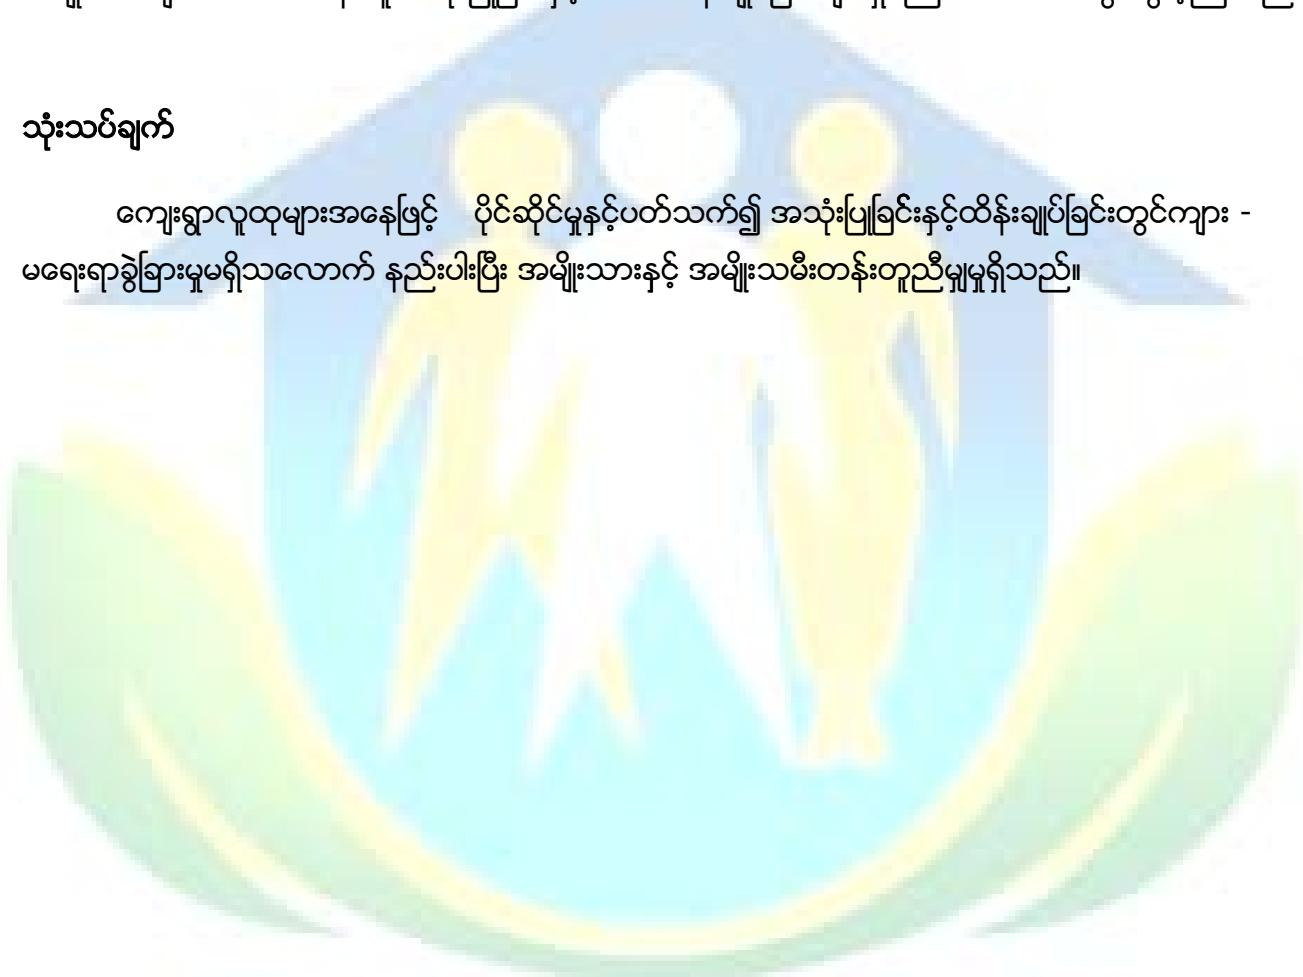 သုံးသပ်ချက်
ကျေးရွာလူထုများအနေဖြင့် ပိုင်ဆိုင်မှုနှင့်ပတ်သက်၍ အသုံးပြုခြင်းနှင့်ထိန်းချုပ်ခြင်းတွင်ကျား -
မရေးရာခွဲခြားမှုမရှိသလောက် နည်းပါးပြီး အမျိုးသားနှင့် အမျိုးသမီးတန်းတူညီမျှမှုရှိသည်။